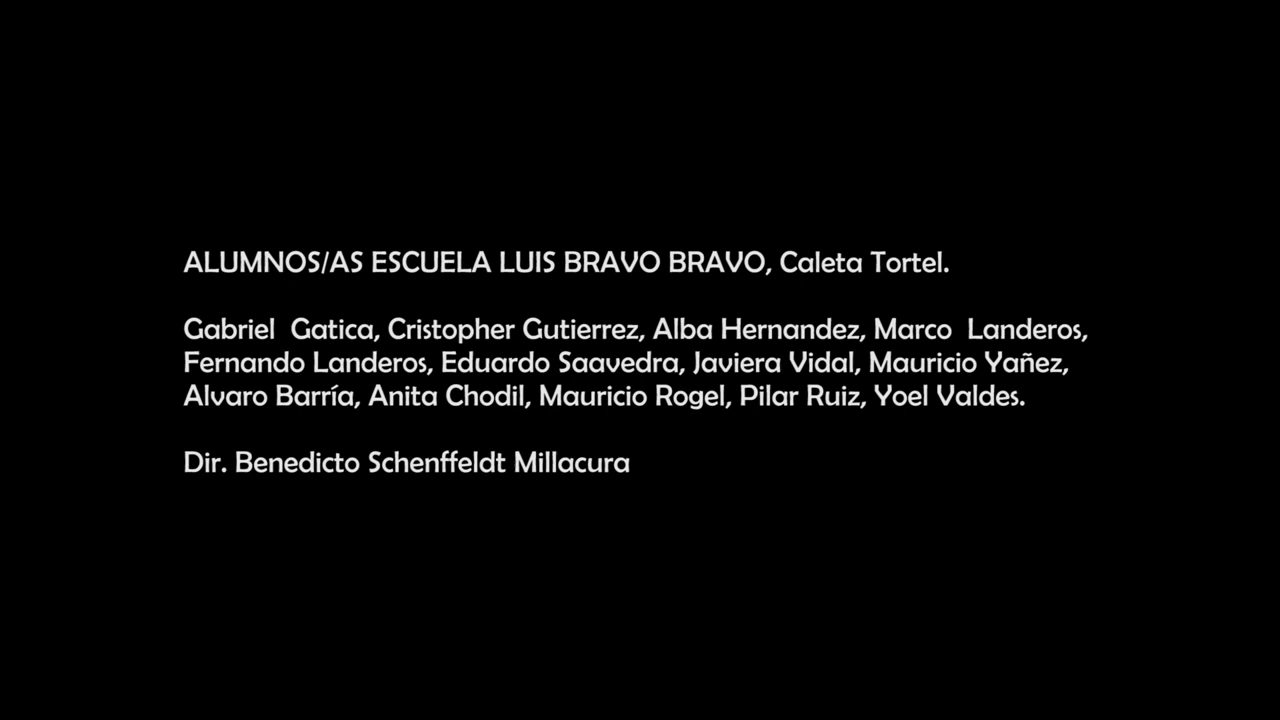 ALUMNOS/AS ESCUELA LUIS BRAVO BRAVO, Caleta Tortel.
Gabriel  Gatica, Cristopher Gutierrez, Alba Hernandez, Marco  Landeros,
Fernando Landeros, Eduardo Saavedra, Javiera Vidal, Mauricio Yañez,
Alvaro Barría, Anita Chodil, Mauricio Rogel, Pilar Ruiz, Yoel Valdes.
Dir. Benedicto Schenffeldt Millacura